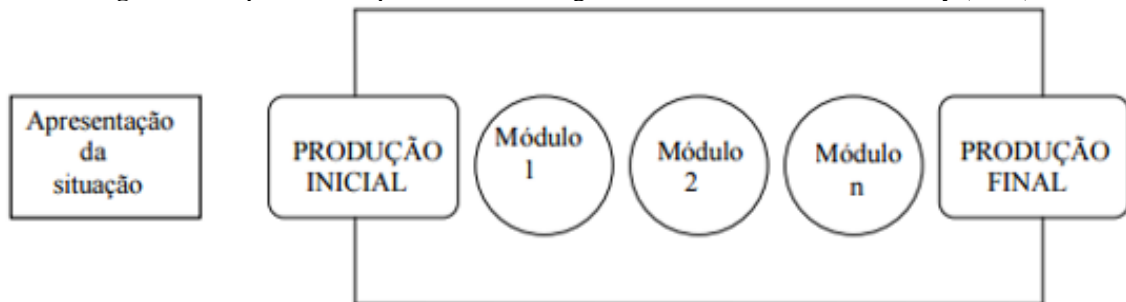 Apresentação
da
situação
PRODUÇÃO
INICIAL
Módulo
1
Módulo
2
Módulo
n
PRODUÇÃO
FINAL